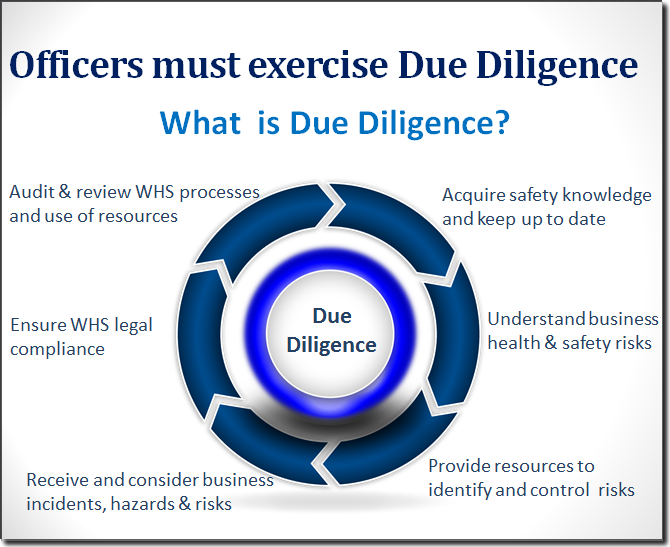 Officers must exercise Due Diligence
What is Due Diligence?
Audit & review WHS processes
and use of resources
Acquire safety knowledge
and keep up to date
Ensure WHS legal
compliance
Due
Diligence
Understand business
health & safety risks
Receive and consider business
incidents, hazards & risks
Provide resources to
identify and control risks